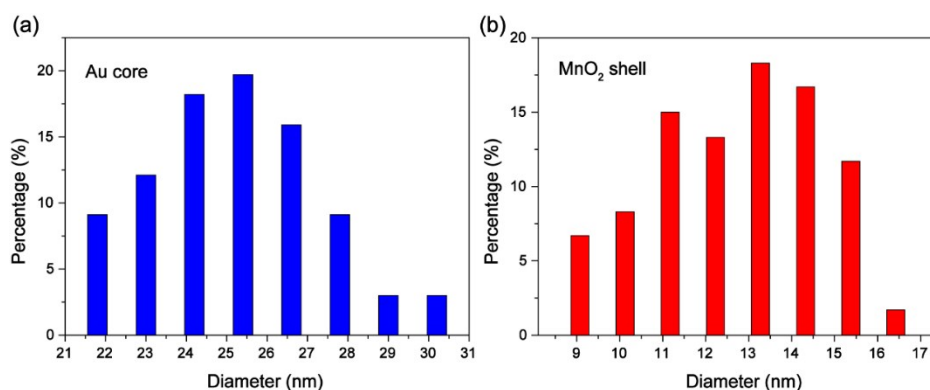 (a)
Au core
Percentage (%)
20
15
10
5
0
21 22 23 24 25 26 27 28 29 30 31
Diameter (nm)
(b)
MnO₂ shell
Percentage (%)
20
15
10
5
0
9 10 11 12 13 14 15 16 17
Diameter (nm)